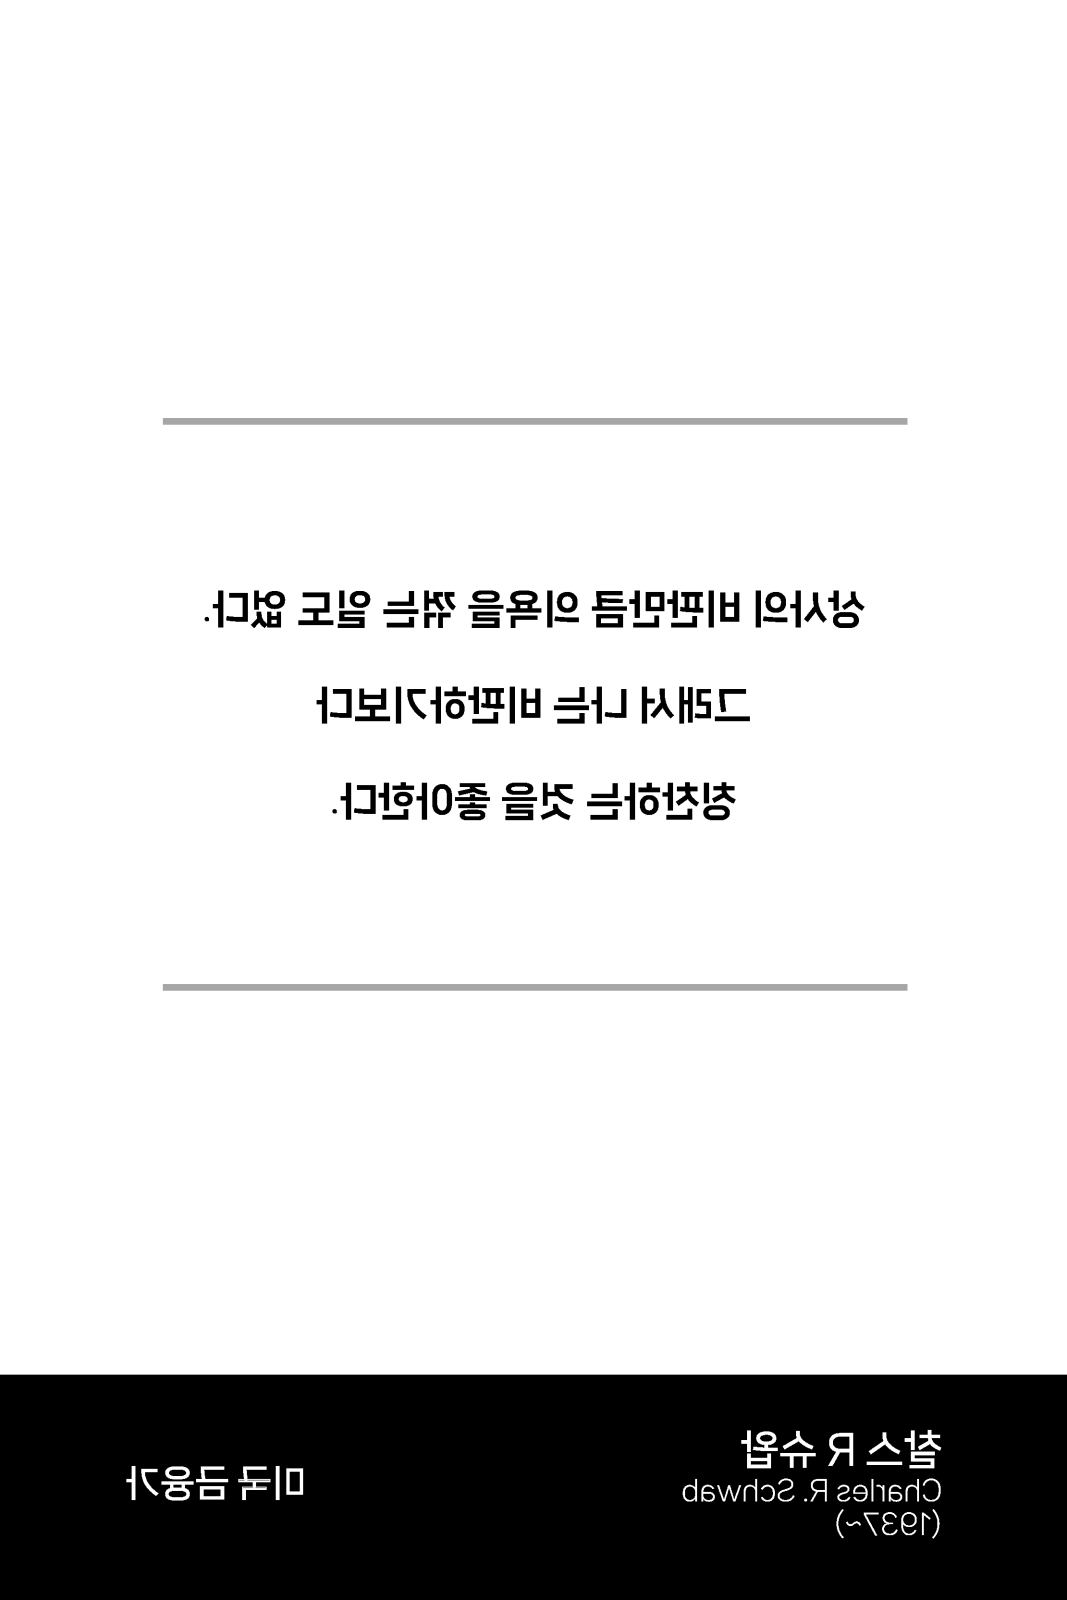 상사의 비판만큼 의욕을 꺾는 일도 없다.
그래서 나는 비판하기보다
칭찬하는 것을 좋아한다.
찰스 R 슈왑
Charles R. Schwab
(1937~)
미국 금융가